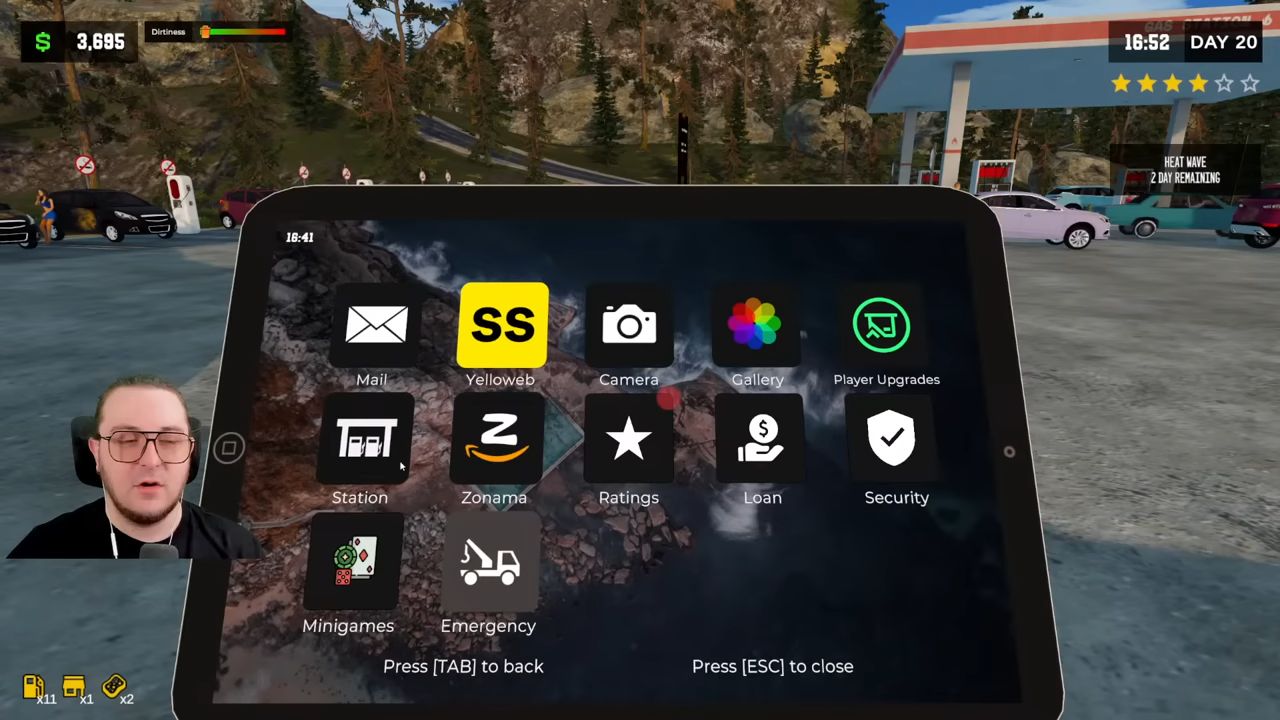 $ 3,695
Dirtiness
GAS STATION
16:52 DAY 20
HEAT WAVE
2 DAY REMAINING
16:41
SS
Mail
Yelloweb
Camera
Gallery
Player Upgrades
Station
Zonama
Ratings
Loan
Security
Minigames
Emergency
Press [TAB] to back
Press [ESC] to close
x11
x1
x2